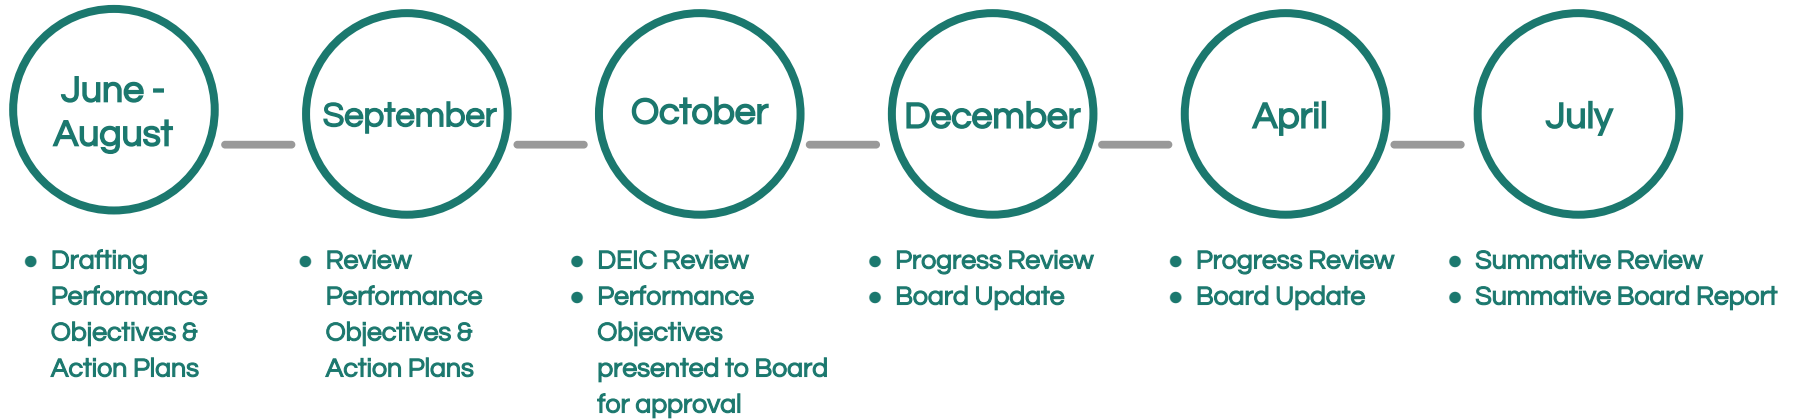 June -
August
September
October
December
April
July
• Drafting
Performance
Objectives &
Action Plans
• Review
Performance
Objectives &
Action Plans
• DEIC Review
• Performance
Objectives
presented to Board
for approval
• Progress Review
• Board Update
• Progress Review
• Board Update
• Summative Review
• Summative Board Report